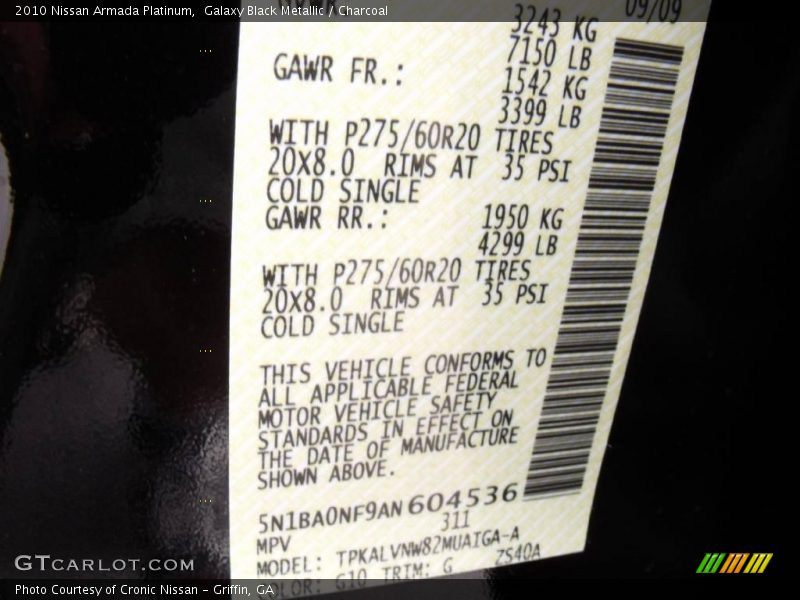 2010 Nissan Armada Platinum, Galaxy Black Metallic / Charcoal
09/09
3243 KG
7150 LB
GAWR FR.: 1542 KG
3399 LB
WITH P275/60R20 TIRES
20X8.0 RIMS AT 35 PSI
COLD SINGLE
GAWR RR.: 1950 KG
4299 LB
WITH P275/60R20 TIRES
20X8.0 RIMS AT 35 PSI
COLD SINGLE
THIS VEHICLE CONFORMS TO
ALL APPLICABLE FEDERAL
MOTOR VEHICLE SAFETY
STANDARDS IN EFFECT ON
THE DATE OF MANUFACTURE
SHOWN ABOVE.
5N1BA0NF9AN604536
MPV 311
MODEL: TPKALVNW82MUAIGA-A
COLOR: G10 TRIM: G ZS40A
GTCARLOT.COM
Photo Courtesy of Cronic Nissan - Griffin, GA